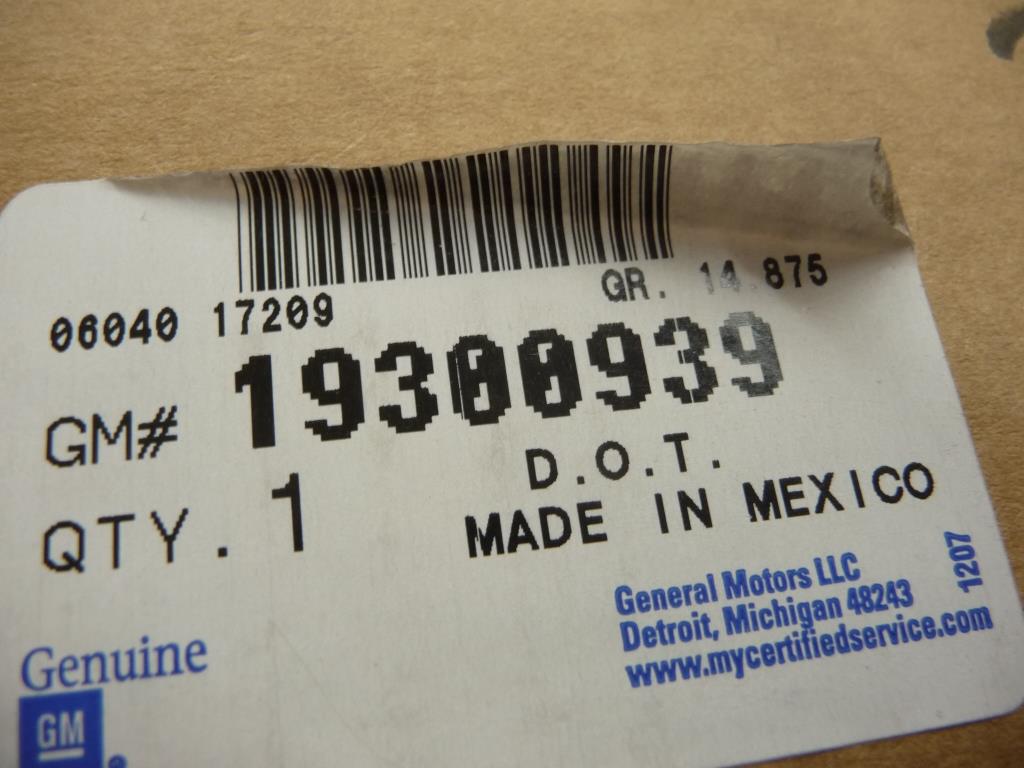 06040 17209
GR. 14.875
GM# 19300939
QTY. 1
D.O.T.
MADE IN MEXICO
General Motors LLC
Detroit, Michigan 48243
www.mycertifiedservice.com
1207
Genuine
GM
®